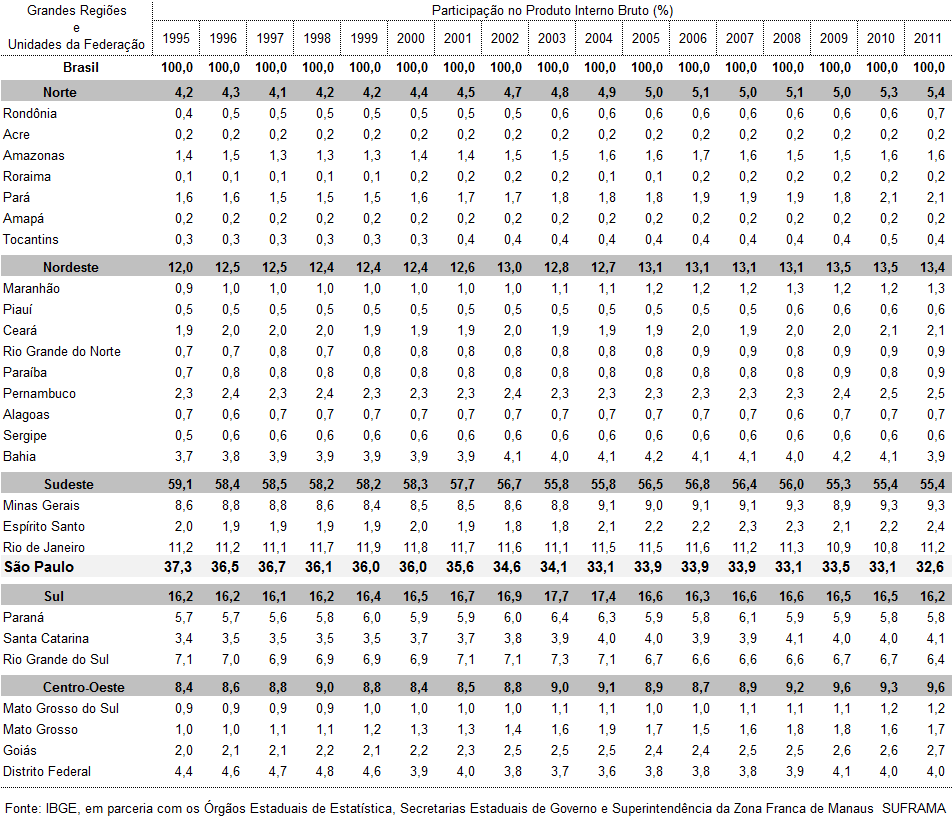 Grandes Regiões e Unidades da Federação Participação no Produto Interno Bruto (%)
1995 1996 1997 1998 1999 2000 2001 2002 2003 2004 2005 2006 2007 2008 2009 2010 2011
Brasil 100,0 100,0 100,0 100,0 100,0 100,0 100,0 100,0 100,0 100,0 100,0 100,0 100,0 100,0 100,0 100,0 100,0
Norte 4,2 4,3 4,1 4,2 4,2 4,4 4,5 4,7 4,8 4,9 5,0 5,1 5,0 5,1 5,0 5,3 5,4
Rondônia 0,4 0,5 0,5 0,5 0,5 0,5 0,5 0,5 0,6 0,6 0,6 0,6 0,6 0,6 0,6 0,6 0,7
Acre 0,2 0,2 0,2 0,2 0,2 0,2 0,2 0,2 0,2 0,2 0,2 0,2 0,2 0,2 0,2 0,2 0,2
Amazonas 1,4 1,5 1,3 1,3 1,3 1,4 1,4 1,5 1,5 1,6 1,6 1,7 1,6 1,5 1,5 1,6 1,6
Roraima 0,1 0,1 0,1 0,1 0,1 0,2 0,2 0,2 0,2 0,1 0,1 0,2 0,2 0,2 0,2 0,2 0,2
Pará 1,6 1,6 1,5 1,5 1,5 1,6 1,7 1,7 1,8 1,8 1,8 1,9 1,9 1,9 1,8 2,1 2,1
Amapá 0,2 0,2 0,2 0,2 0,2 0,2 0,2 0,2 0,2 0,2 0,2 0,2 0,2 0,2 0,2 0,2 0,2
Tocantins 0,3 0,3 0,3 0,3 0,3 0,3 0,4 0,4 0,4 0,4 0,4 0,4 0,4 0,4 0,4 0,5 0,4
Nordeste 12,0 12,5 12,5 12,4 12,4 12,4 12,6 13,0 12,8 12,7 13,1 13,1 13,1 13,1 13,5 13,5 13,4
Maranhão 0,9 1,0 1,0 1,0 1,0 1,0 1,0 1,0 1,1 1,1 1,2 1,2 1,2 1,3 1,2 1,2 1,3
Piauí 0,5 0,5 0,5 0,5 0,5 0,5 0,5 0,5 0,5 0,5 0,5 0,5 0,5 0,6 0,6 0,6 0,6
Ceará 1,9 2,0 2,0 2,0 1,9 1,9 1,9 2,0 1,9 1,9 1,9 2,0 1,9 2,0 2,0 2,1 2,1
Rio Grande do Norte 0,7 0,7 0,8 0,7 0,8 0,8 0,8 0,8 0,8 0,8 0,8 0,9 0,9 0,8 0,9 0,9 0,9
Paraíba 0,7 0,8 0,8 0,8 0,8 0,8 0,8 0,8 0,8 0,8 0,8 0,8 0,8 0,8 0,9 0,8 0,9
Pernambuco 2,3 2,4 2,3 2,4 2,3 2,3 2,3 2,4 2,3 2,3 2,3 2,3 2,3 2,3 2,4 2,5 2,5
Alagoas 0,7 0,6 0,7 0,7 0,7 0,7 0,7 0,7 0,7 0,7 0,7 0,7 0,7 0,6 0,7 0,7 0,7
Sergipe 0,5 0,6 0,6 0,6 0,6 0,6 0,6 0,6 0,6 0,6 0,6 0,6 0,6 0,6 0,6 0,6 0,6
Bahia 3,7 3,8 3,9 3,9 3,9 3,9 3,9 4,1 4,0 4,1 4,2 4,1 4,1 4,0 4,2 4,1 3,9
Sudeste 59,1 58,4 58,5 58,2 58,2 58,3 57,7 56,7 55,8 55,8 56,5 56,8 56,4 56,0 55,3 55,4 55,4
Minas Gerais 8,6 8,8 8,8 8,6 8,4 8,5 8,5 8,6 8,8 9,1 9,0 9,1 9,1 9,3 8,9 9,3 9,3
Espírito Santo 2,0 1,9 1,9 1,9 1,9 2,0 1,9 1,8 1,8 2,1 2,2 2,2 2,3 2,3 2,1 2,2 2,4
Rio de Janeiro 11,2 11,2 11,1 11,7 11,9 11,8 11,7 11,6 11,1 11,5 11,5 11,6 11,2 11,3 10,9 10,8 11,2
São Paulo 37,3 36,5 36,7 36,1 36,0 36,0 35,6 34,6 34,1 33,1 33,9 33,9 33,9 33,1 33,5 33,1 32,6
Sul 16,2 16,2 16,1 16,2 16,4 16,5 16,7 16,9 17,7 17,4 16,6 16,3 16,6 16,6 16,5 16,5 16,2
Paraná 5,7 5,7 5,6 5,8 6,0 5,9 5,9 6,0 6,4 6,3 5,9 5,8 6,1 5,9 5,9 5,8 5,8
Santa Catarina 3,4 3,5 3,5 3,5 3,5 3,7 3,7 3,8 3,9 4,0 4,0 3,9 3,9 4,1 4,0 4,0 4,1
Rio Grande do Sul 7,1 7,0 6,9 6,9 6,9 6,9 7,1 7,1 7,3 7,1 6,7 6,6 6,6 6,6 6,7 6,7 6,4
Centro-Oeste 8,4 8,6 8,8 9,0 8,8 8,4 8,5 8,8 9,0 9,1 8,9 8,7 8,9 9,2 9,6 9,3 9,6
Mato Grosso do Sul 0,9 0,9 0,9 0,9 1,0 1,0 1,0 1,0 1,1 1,1 1,0 1,0 1,1 1,1 1,1 1,2 1,2
Mato Grosso 1,0 1,0 1,1 1,1 1,2 1,3 1,3 1,4 1,6 1,9 1,7 1,5 1,6 1,8 1,8 1,6 1,7
Goiás 2,0 2,1 2,1 2,2 2,1 2,2 2,3 2,5 2,5 2,5 2,4 2,4 2,5 2,5 2,6 2,6 2,7
Distrito Federal 4,4 4,6 4,7 4,8 4,6 3,9 4,0 3,8 3,7 3,6 3,8 3,8 3,8 3,9 4,1 4,0 4,0
Fonte: IBGE, em parceria com os Órgãos Estaduais de Estatística, Secretarias Estaduais de Governo e Superintendência da Zona Franca de Manaus SUFRAMA